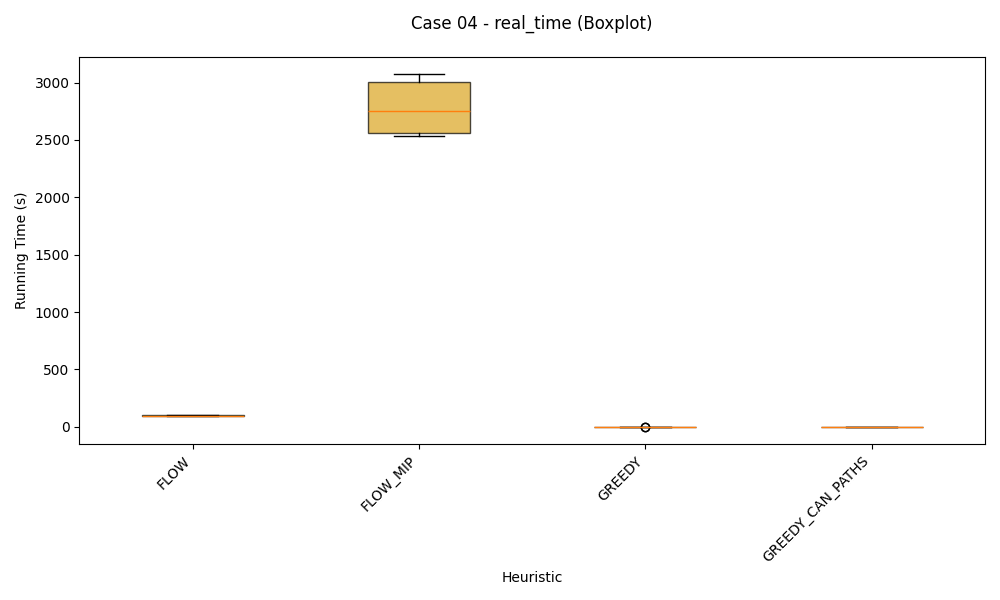 Case 04 - real_time (Boxplot)
3000
2500
2000
1500
1000
500
0
Running Time (s)
FLOW
FLOW_MIP
GREEDY
GREEDY_CAN_PATHS
Heuristic